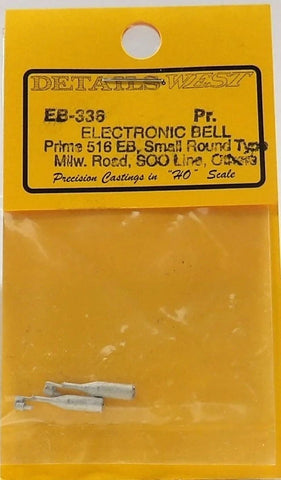 DETAILS WEST
EB-338 Pr.
ELECTRONIC BELL
Prime 516 EB, Small Round Type
Milw. Road, SOO Line, Others
Precision Castings in "HO" Scale